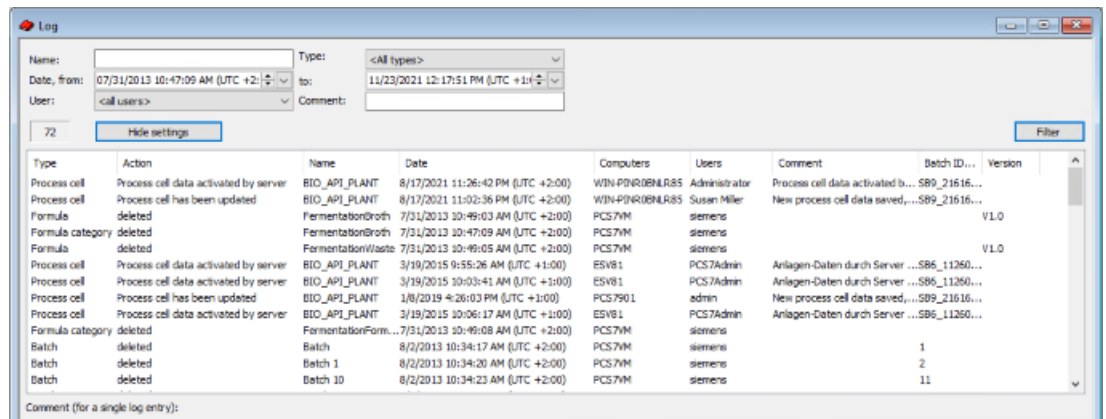 Log
Name: Type: <All types>
Date, from: 07/31/2013 10:47:09 AM (UTC +2: to: 11/23/2021 12:17:51 PM (UTC +1:
User: <all users> Comment:
72 Hide settings Filter
Type Action Name Date Computers Users Comment Batch ID... Version
Process cell Process cell data activated by server BIO_API_PLANT 8/17/2021 11:26:42 PM (UTC +2:00) WIN-PINR0BNLR85 Administrator Process cell data activated b... SB9_21616...
Process cell Process cell has been updated BIO_API_PLANT 8/17/2021 11:02:36 PM (UTC +2:00) WIN-PINR0BNLR85 Susan Miller New process cell data saved,... SB9_21616...
Formula deleted FermentationBroth 7/31/2013 10:49:03 AM (UTC +2:00) PCS7VM siemens V1.0
Formula category deleted FermentationBroth 7/31/2013 10:47:09 AM (UTC +2:00) PCS7VM siemens
Formula deleted FermentationWaste 7/31/2013 10:49:05 AM (UTC +2:00) PCS7VM siemens V1.0
Process cell Process cell data activated by server BIO_API_PLANT 3/19/2015 9:55:26 AM (UTC +1:00) ESV81 PCS7Admin Anlagen-Daten durch Server ... SB6_11260...
Process cell Process cell data activated by server BIO_API_PLANT 3/19/2015 10:03:41 AM (UTC +1:00) ESV81 PCS7Admin Anlagen-Daten durch Server ... SB6_11260...
Process cell Process cell has been updated BIO_API_PLANT 1/8/2019 4:26:03 PM (UTC +1:00) PCS7901 admin New process cell data saved,... SB9_21616...
Process cell Process cell data activated by server BIO_API_PLANT 3/19/2015 10:06:17 AM (UTC +1:00) ESV81 PCS7Admin Anlagen-Daten durch Server ... SB6_11260...
Formula category deleted FermentationForm... 7/31/2013 10:49:08 AM (UTC +2:00) PCS7VM siemens
Batch deleted Batch 8/2/2013 10:34:17 AM (UTC +2:00) PCS7VM siemens 1
Batch deleted Batch 1 8/2/2013 10:34:20 AM (UTC +2:00) PCS7VM siemens 2
Batch deleted Batch 10 8/2/2013 10:34:23 AM (UTC +2:00) PCS7VM siemens 11
Comment (for a single log entry):